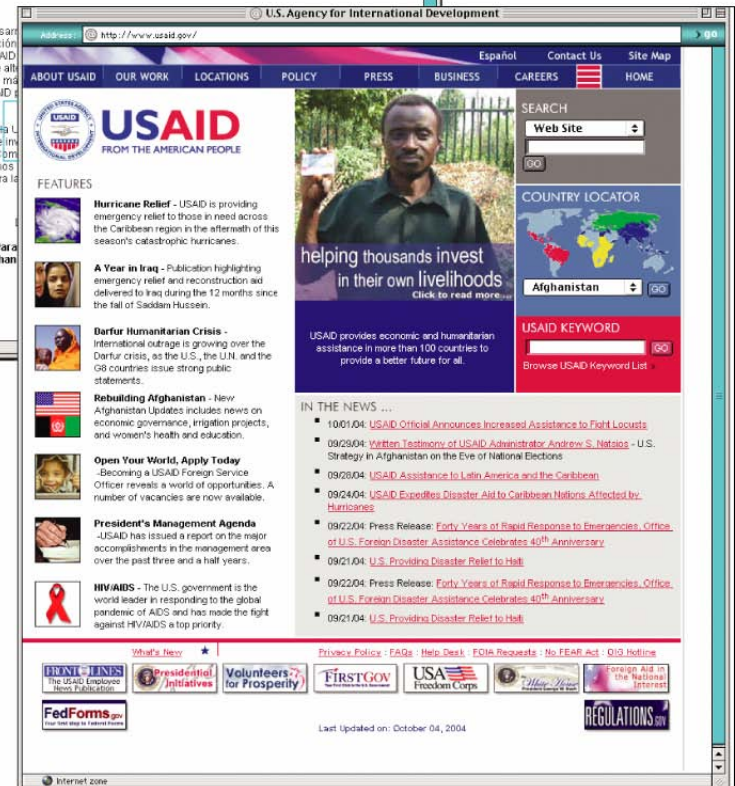 U.S. Agency for International Development
Address: http://www.usaid.gov/
go
Español Contact Us Site Map
ABOUT USAID OUR WORK LOCATIONS POLICY PRESS BUSINESS CAREERS HOME
USAID
FROM THE AMERICAN PEOPLE
FEATURES
Hurricane Relief - USAID is providing
emergency relief to those in need across
the Caribbean region in the aftermath of this
season's catastrophic hurricanes.
A Year in Iraq - Publication highlighting
emergency relief and reconstruction aid
delivered to Iraq during the 12 months since
the fall of Saddam Hussein.
Darfur Humanitarian Crisis -
International outrage is growing over the
Darfur crisis, as the U.S., the U.N. and the
G8 countries issue strong public
statements.
Rebuilding Afghanistan - New
Afghanistan Updates includes news on
economic governance, irrigation projects,
and women's health and education.
Open Your World, Apply Today
-Becoming a USAID Foreign Service
Officer reveals a world of opportunities. A
number of vacancies are now available.
President's Management Agenda
-USAID has issued a report on the major
accomplishments in the management area
over the past three and a half years.
HIV/AIDS - The U.S. government is the
world leader in responding to the global
pandemic of AIDS and has made the fight
against HIV/AIDS a top priority.
helping thousands invest
in their own livelihoods
Click to read more...
USAID provides economic and humanitarian
assistance in more than 100 countries to
provide a better future for all.
SEARCH
Web Site
GO
COUNTRY LOCATOR
Afghanistan GO
USAID KEYWORD
GO
Browse USAID Keyword List
IN THE NEWS ...
10/01/04: USAID Official Announces Increased Assistance to Fight Locusts
09/29/04: Written Testimony of USAID Administrator Andrew S. Natsios - U.S.
Strategy in Afghanistan on the Eve of National Elections
09/28/04: USAID Assistance to Latin America and the Caribbean
09/24/04: USAID Expedites Disaster Aid to Caribbean Nations Affected by
Hurricanes
09/22/04: Press Release: Forty Years of Rapid Response to Emergencies, Office
of U.S. Foreign Disaster Assistance Celebrates 40th Anniversary
09/21/04: U.S. Providing Disaster Relief to Haiti
09/22/04: Press Release: Forty Years of Rapid Response to Emergencies, Office
of U.S. Foreign Disaster Assistance Celebrates 40th Anniversary
09/21/04: U.S. Providing Disaster Relief to Haiti
What's New
Privacy Policy : FAQs : Help Desk : FOIA Requests : No FEAR Act : OIG Hotline
FRONTLINES
The USAID Employee
News Publication
Presidential
Initiatives
Volunteers
for Prosperity
FIRSTGOV
USA
Freedom Corps
White House
Foreign Aid in
the National
Interest
FedForms.gov
REGULATIONS.gov
Last Updated on: October 04, 2004
Internet zone